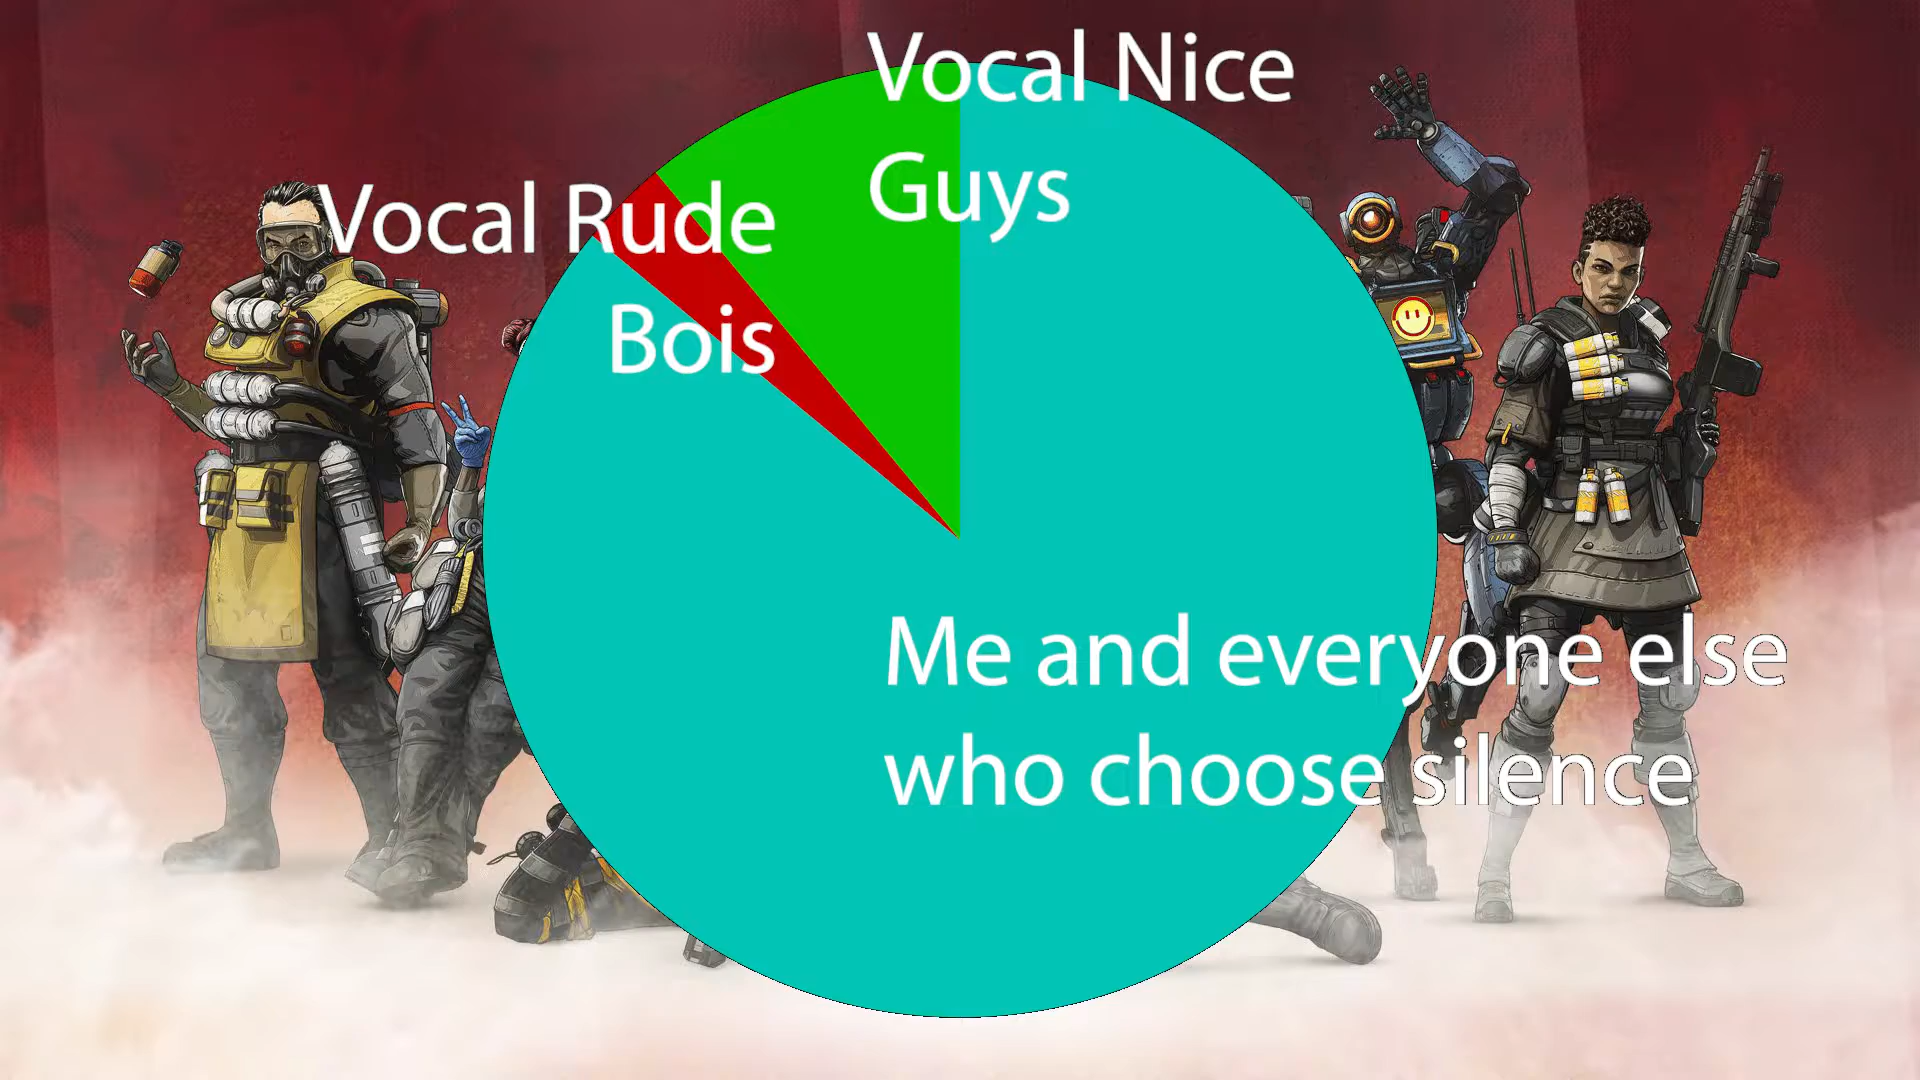 Vocal Nice
Guys
Vocal Rude
Bois
Me and everyone else
who choose silence